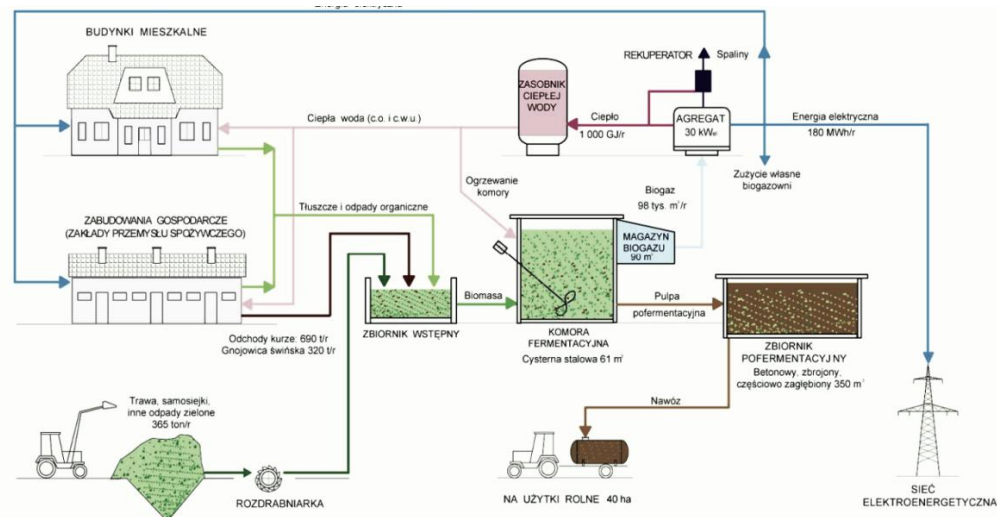 Energia elektryczna
BUDYNKI MIESZKALNE
REKUPERATOR
Spaliny
ZASOBNIK
CIEPŁEJ
WODY
Ciepło
1 000 GJ/r
AGREGAT
30 kWel
Energia elektryczna
180 MWh/r
Ciepła woda (c.o. i c.w.u.)
Zużycie własne
biogazowni
Ogrzewanie
komory
Biogaz
98 tys. m³/r
Tłuszcze i odpady organiczne
ZABUDOWANIA GOSPODARCZE
(ZAKŁADY PRZEMYSŁU SPOŻYWCZEGO)
MAGAZYN
BIOGAZU
90 m³
Biomasa
Pulpa
pofermentacyjna
Odchody kurze: 690 t/r
Gnojowica świńska 320 t/r
ZBIORNIK WSTĘPNY
KOMORA
FERMENTACYJNA
Cysterna stalowa 61 m³
ZBIORNIK
POFERMENTACYJNY
Betonowy, zbrojony,
częściowo zagłębiony 350 m³
Trawa, samosiejki,
inne odpady zielone
365 ton/r
Nawóz
ROZDRABNIARKA
NA UŻYTKI ROLNE 40 ha
SIEĆ
ELEKTROENERGETYCZNA